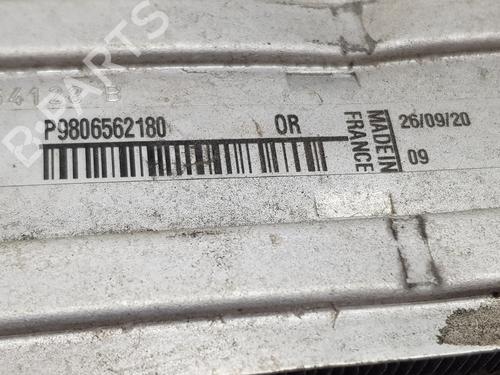 B-PARTS
P9806562180 OR
MADE IN
FRANCE
26/09/20
09